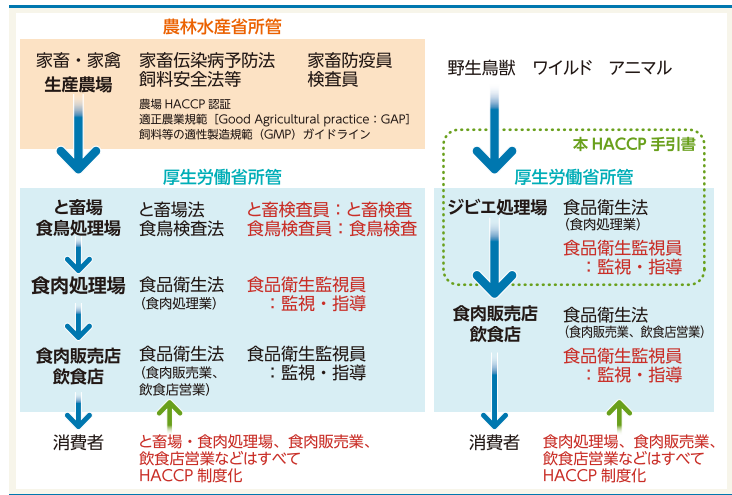 農林水産省所管
家畜・家禽
生産農場
家畜伝染病予防法
飼料安全法等
家畜防疫員
検査員
農場 HACCP 認証
適正農業規範［Good Agricultural practice：GAP］
飼料等の適性製造規範（GMP）ガイドライン
厚生労働省所管
と畜場
食鳥処理場
と畜場法
食鳥検査法
と畜検査員：と畜検査
食鳥検査員：食鳥検査
食肉処理場
食品衛生法
（食肉処理業）
食品衛生監視員
：監視・指導
食肉販売店
飲食店
食品衛生法
（食肉販売業、
飲食店営業）
食品衛生監視員
：監視・指導
消費者
と畜場・食肉処理場、食肉販売業、
飲食店営業などはすべて
HACCP 制度化
野生鳥獣　ワイルド　アニマル
本 HACCP 手引書
厚生労働省所管
ジビエ処理場
食品衛生法
（食肉処理業）
食品衛生監視員
：監視・指導
食肉販売店
飲食店
食品衛生法
（食肉販売業、飲食店営業）
食品衛生監視員
：監視・指導
消費者
食肉処理場、食肉販売業、
飲食店営業などはすべて
HACCP 制度化